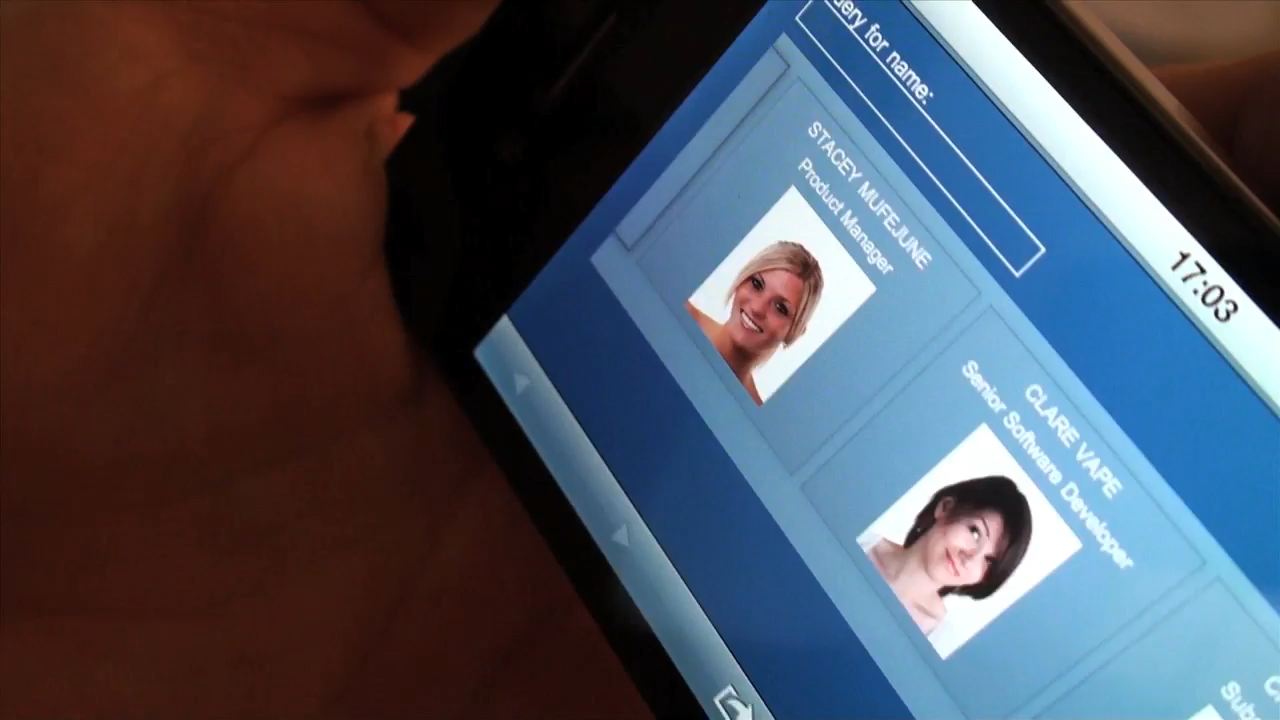 17:03
uery for name:
STACEY MUFEJUNE
Product Manager
CLARE VAPE
Senior Software Developer